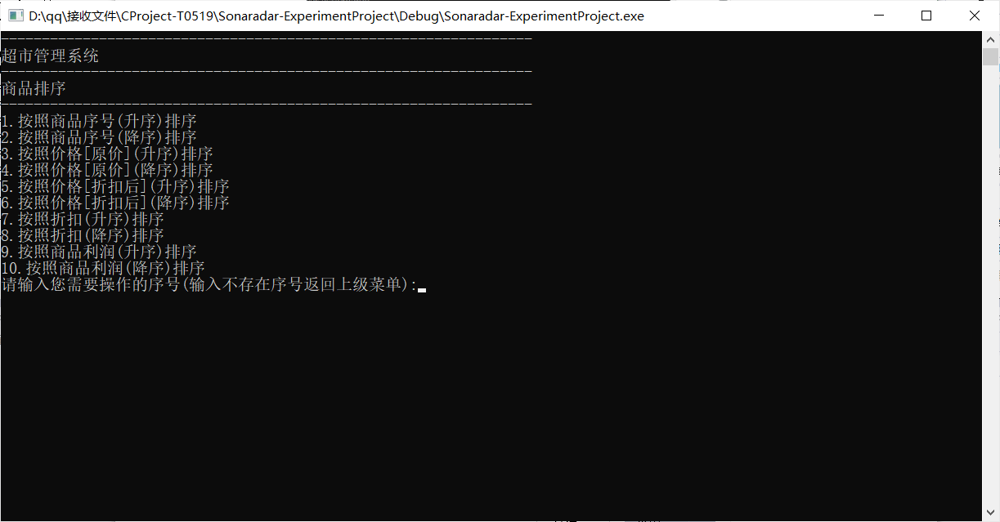 D:\qq\接收文件\CProject-T0519\Sonaradar-ExperimentProject\Debug\Sonaradar-ExperimentProject.exe
-----------------------------------------------------------------
超市管理系统
-----------------------------------------------------------------
商品排序
-----------------------------------------------------------------
1.按照商品序号(升序)排序
2.按照商品序号(降序)排序
3.按照价格[原价](升序)排序
4.按照价格[原价](降序)排序
5.按照价格[折扣后](升序)排序
6.按照价格[折扣后](降序)排序
7.按照折扣(升序)排序
8.按照折扣(降序)排序
9.按照商品利润(升序)排序
10.按照商品利润(降序)排序
请输入您需要操作的序号(输入不存在序号返回上级菜单):